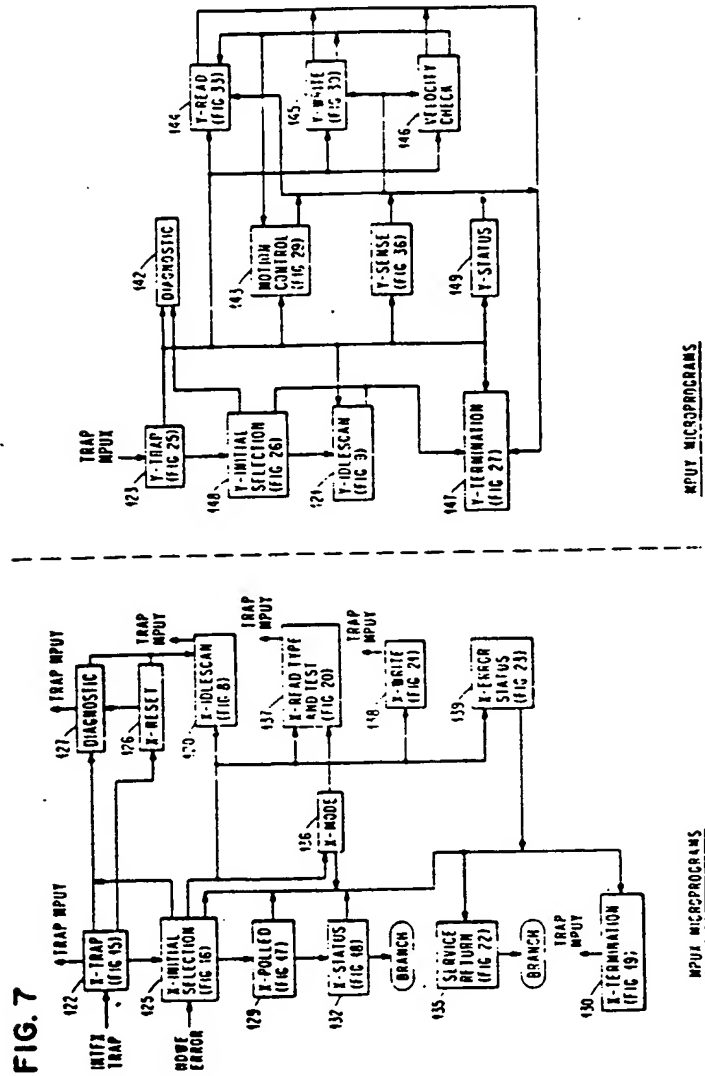 FIG. 7
INTFX
TRAP
122
X-TRAP
(FIG 15)
TRAP MPUY
127
DIAGNOSTIC
TRAP MPUY
126
X-RESET
MOVE
ERROR
125
X-INITIAL
SELECTION
(FIG 16)
X-IDLESCAN
(FIG 8)
TRAP
MPUY
129
X-POLLED
(FIG 17)
136
X-MODE
137
X-READ TYPE
AND TEST
(FIG 20)
TRAP
MPUY
132
X-STATUS
(FIG 18)
BRANCH
X-WRITE
(FIG 21)
TRAP
MPUY
135
SERVICE
RETURN
(FIG 22)
BRANCH
139
X-ERROR
STATUS
(FIG 23)
130
X-TERMINATION
(FIG 19)
TRAP
MPUY
MPUX MICROPROGRAMS
TRAP
MPUX
123
Y-TRAP
(FIG 25)
142
DIAGNOSTIC
144
Y-READ
(FIG 33)
148
Y-INITIAL
SELECTION
(FIG 26)
143
MOTION
CONTROL
(FIG 29)
145
Y-WRITE
(FIG 30)
121
Y-IDLESCAN
(FIG 9)
Y-SENSE
(FIG 36)
146
VELOCITY
CHECK
147
Y-TERMINATION
(FIG 27)
149
Y-STATUS
MPUY MICROPROGRAMS